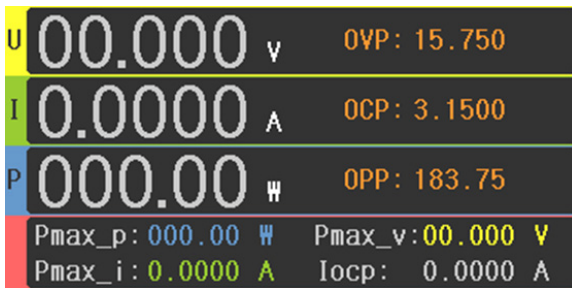 U 00.000 V OVP: 15.750
I 0.0000 A OCP: 3.1500
P 000.00 W OPP: 183.75
Pmax_p: 000.00 W Pmax_v: 00.000 V
Pmax_i: 0.0000 A Iocp: 0.0000 A